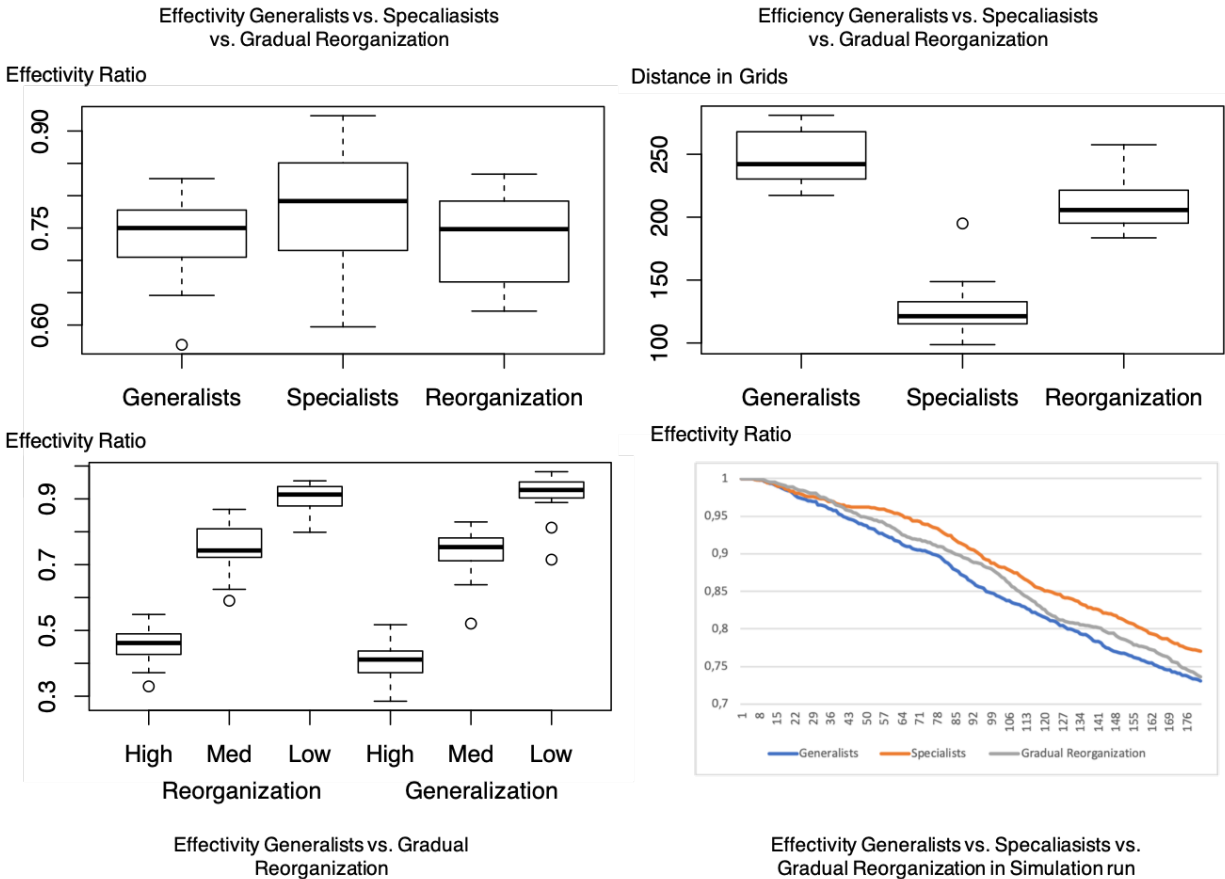 Effectivity Generalists vs. Specaliasists
vs. Gradual Reorganization
Effectivity Ratio
0.90
0.75
0.60
Generalists Specialists Reorganization
Efficiency Generalists vs. Specaliasists
vs. Gradual Reorganization
Distance in Grids
250
200
150
100
Generalists Specialists Reorganization
Effectivity Ratio
0.9
0.7
0.5
0.3
High Med Low High Med Low
Reorganization Generalization
Effectivity Generalists vs. Gradual
Reorganization
Effectivity Ratio
1
0,95
0,9
0,85
0,8
0,75
0,7
1 8 15 22 29 36 43 50 57 64 71 78 85 92 99 106 113 120 127 134 141 148 155 162 169 176
Generalists Specialists Gradual Reorganization
Effectivity Generalists vs. Specaliasists vs.
Gradual Reorganization in Simulation run